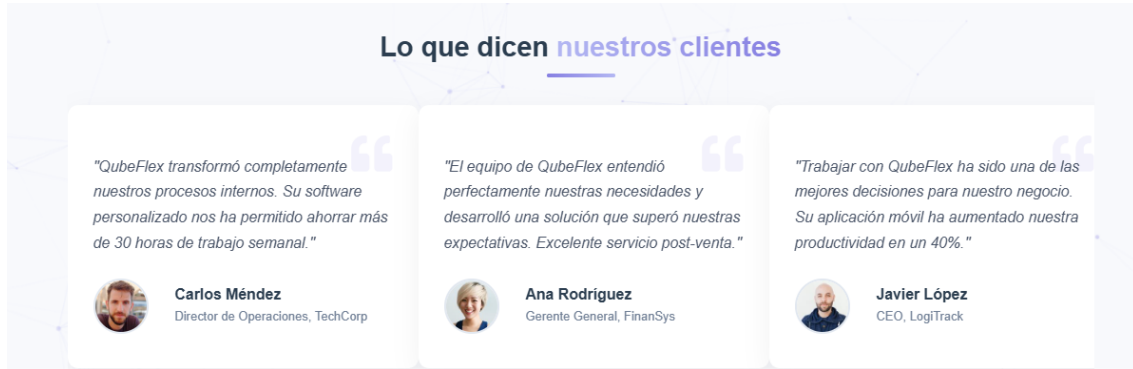 Lo que dicen nuestros clientes
"QubeFlex transformó completamente
nuestros procesos internos. Su software
personalizado nos ha permitido ahorrar más
de 30 horas de trabajo semanal."
Carlos Méndez
Director de Operaciones, TechCorp
"El equipo de QubeFlex entendió
perfectamente nuestras necesidades y
desarrolló una solución que superó nuestras
expectativas. Excelente servicio post-venta."
Ana Rodríguez
Gerente General, FinanSys
"Trabajar con QubeFlex ha sido una de las
mejores decisiones para nuestro negocio.
Su aplicación móvil ha aumentado nuestra
productividad en un 40%."
Javier López
CEO, LogiTrack